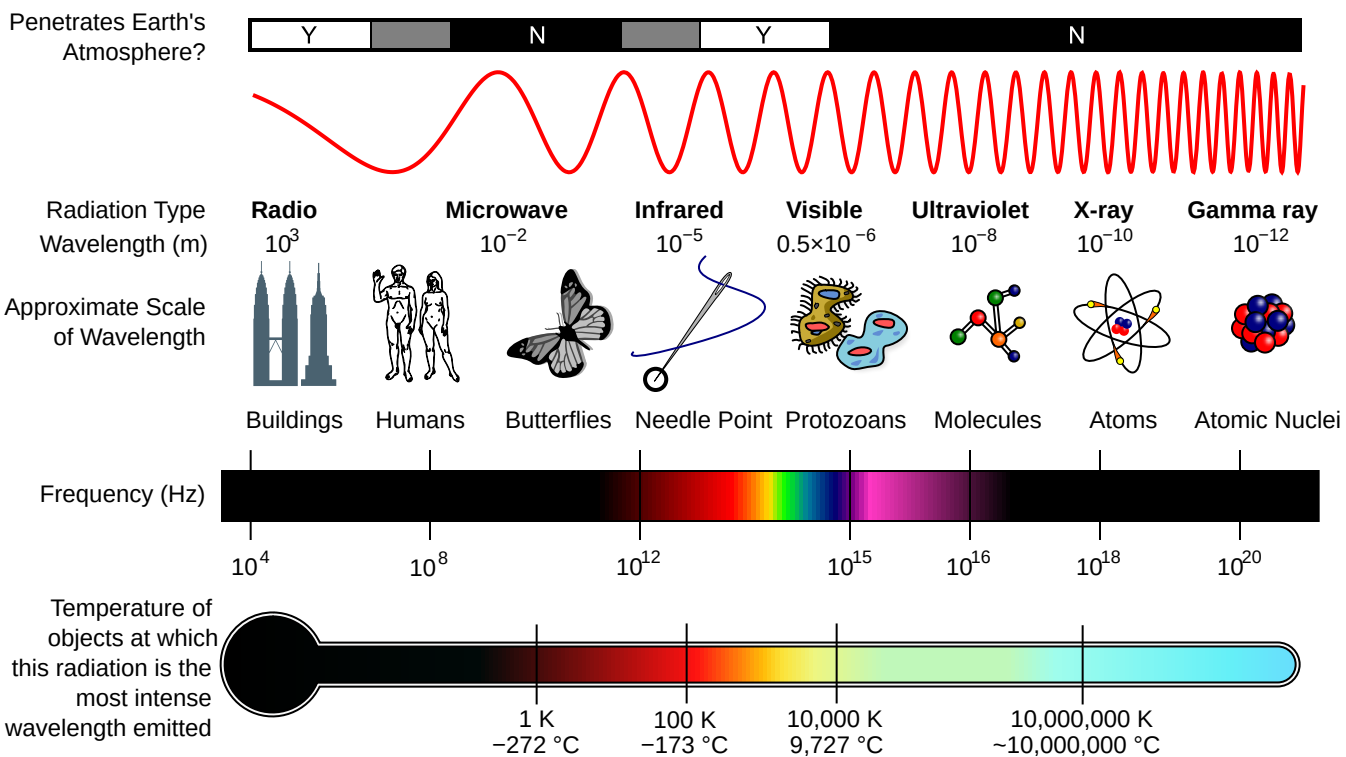 Penetrates Earth's
Atmosphere?
Y N Y N
Radiation Type
Radio Microwave Infrared Visible Ultraviolet X-ray Gamma ray
Wavelength (m)
10³ 10⁻² 10⁻⁵ 0.5×10⁻⁶ 10⁻⁸ 10⁻¹⁰ 10⁻¹²
Approximate Scale
of Wavelength
Buildings Humans Butterflies Needle Point Protozoans Molecules Atoms Atomic Nuclei
Frequency (Hz)
10⁴ 10⁸ 10¹² 10¹⁵ 10¹⁶ 10¹⁸ 10²⁰
Temperature of
objects at which
this radiation is the
most intense
wavelength emitted
1 K 100 K 10,000 K 10,000,000 K
−272 °C −173 °C 9,727 °C ~10,000,000 °C